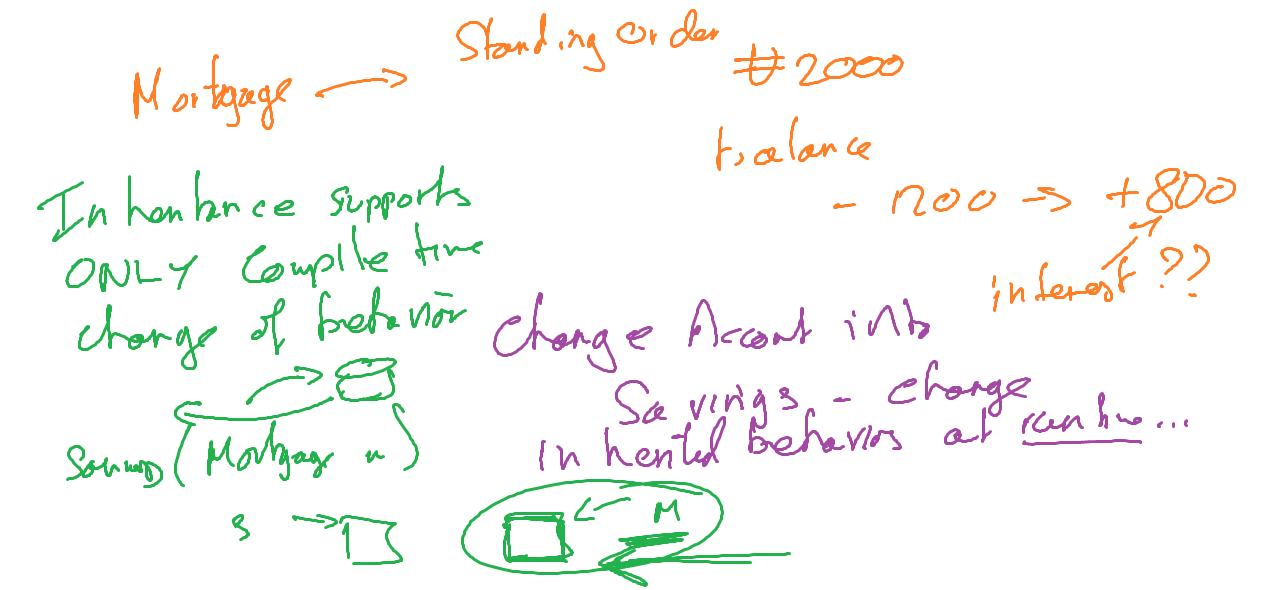 Standing Order
Mortgage
#2000
balance
- 1200 → +800
interest ??
Inheritance supports
ONLY Compile time
change of behavior
Change Account into
Savings - change
Inherited behaviors at runtime...
Savings (Mortgage m)
S
M